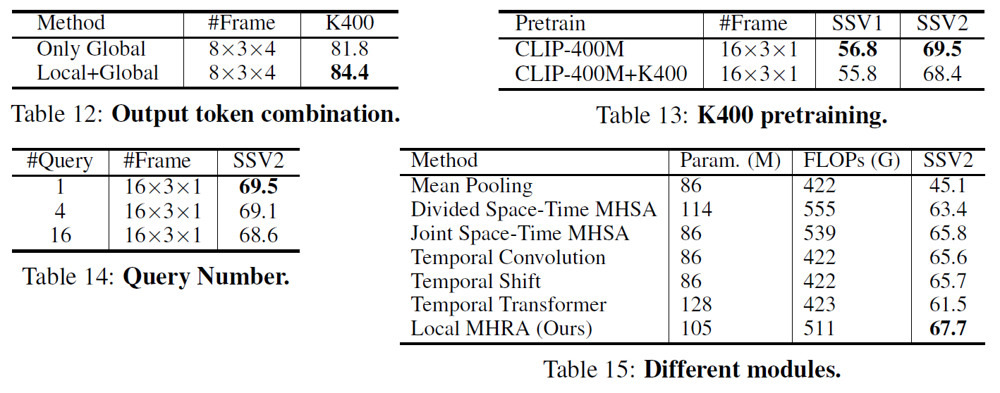 Method #Frame K400
Only Global 8×3×4 81.8
Local+Global 8×3×4 84.4
Table 12: Output token combination.
Pretrain #Frame SSV1 SSV2
CLIP-400M 16×3×1 56.8 69.5
CLIP-400M+K400 16×3×1 55.8 68.4
Table 13: K400 pretraining.
#Query #Frame SSV2
1 16×3×1 69.5
4 16×3×1 69.1
16 16×3×1 68.6
Table 14: Query Number.
Method Param. (M) FLOPs (G) SSV2
Mean Pooling 86 422 45.1
Divided Space-Time MHSA 114 555 63.4
Joint Space-Time MHSA 86 539 65.8
Temporal Convolution 86 422 65.6
Temporal Shift 86 422 65.7
Temporal Transformer 128 423 61.5
Local MHRA (Ours) 105 511 67.7
Table 15: Different modules.